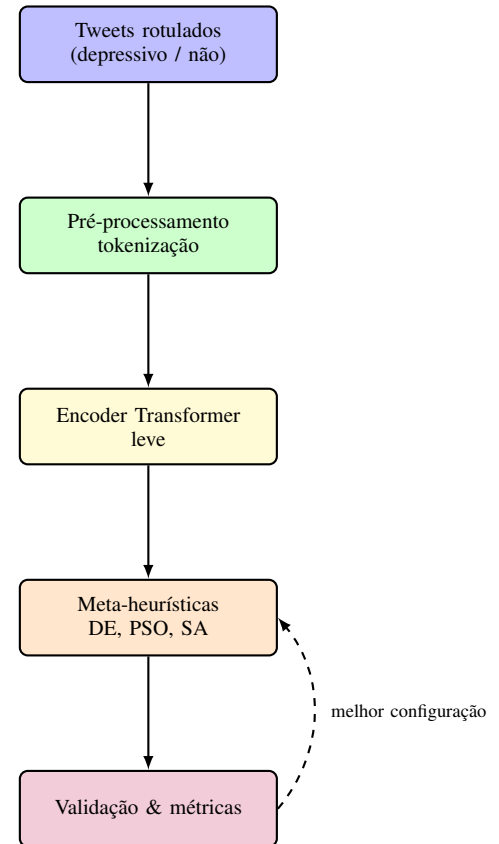 Tweets rotulados
(depressivo / não)
Pré-processamento
tokenização
Encoder Transformer
leve
Meta-heurísticas
DE, PSO, SA
melhor configuração
Validação & métricas